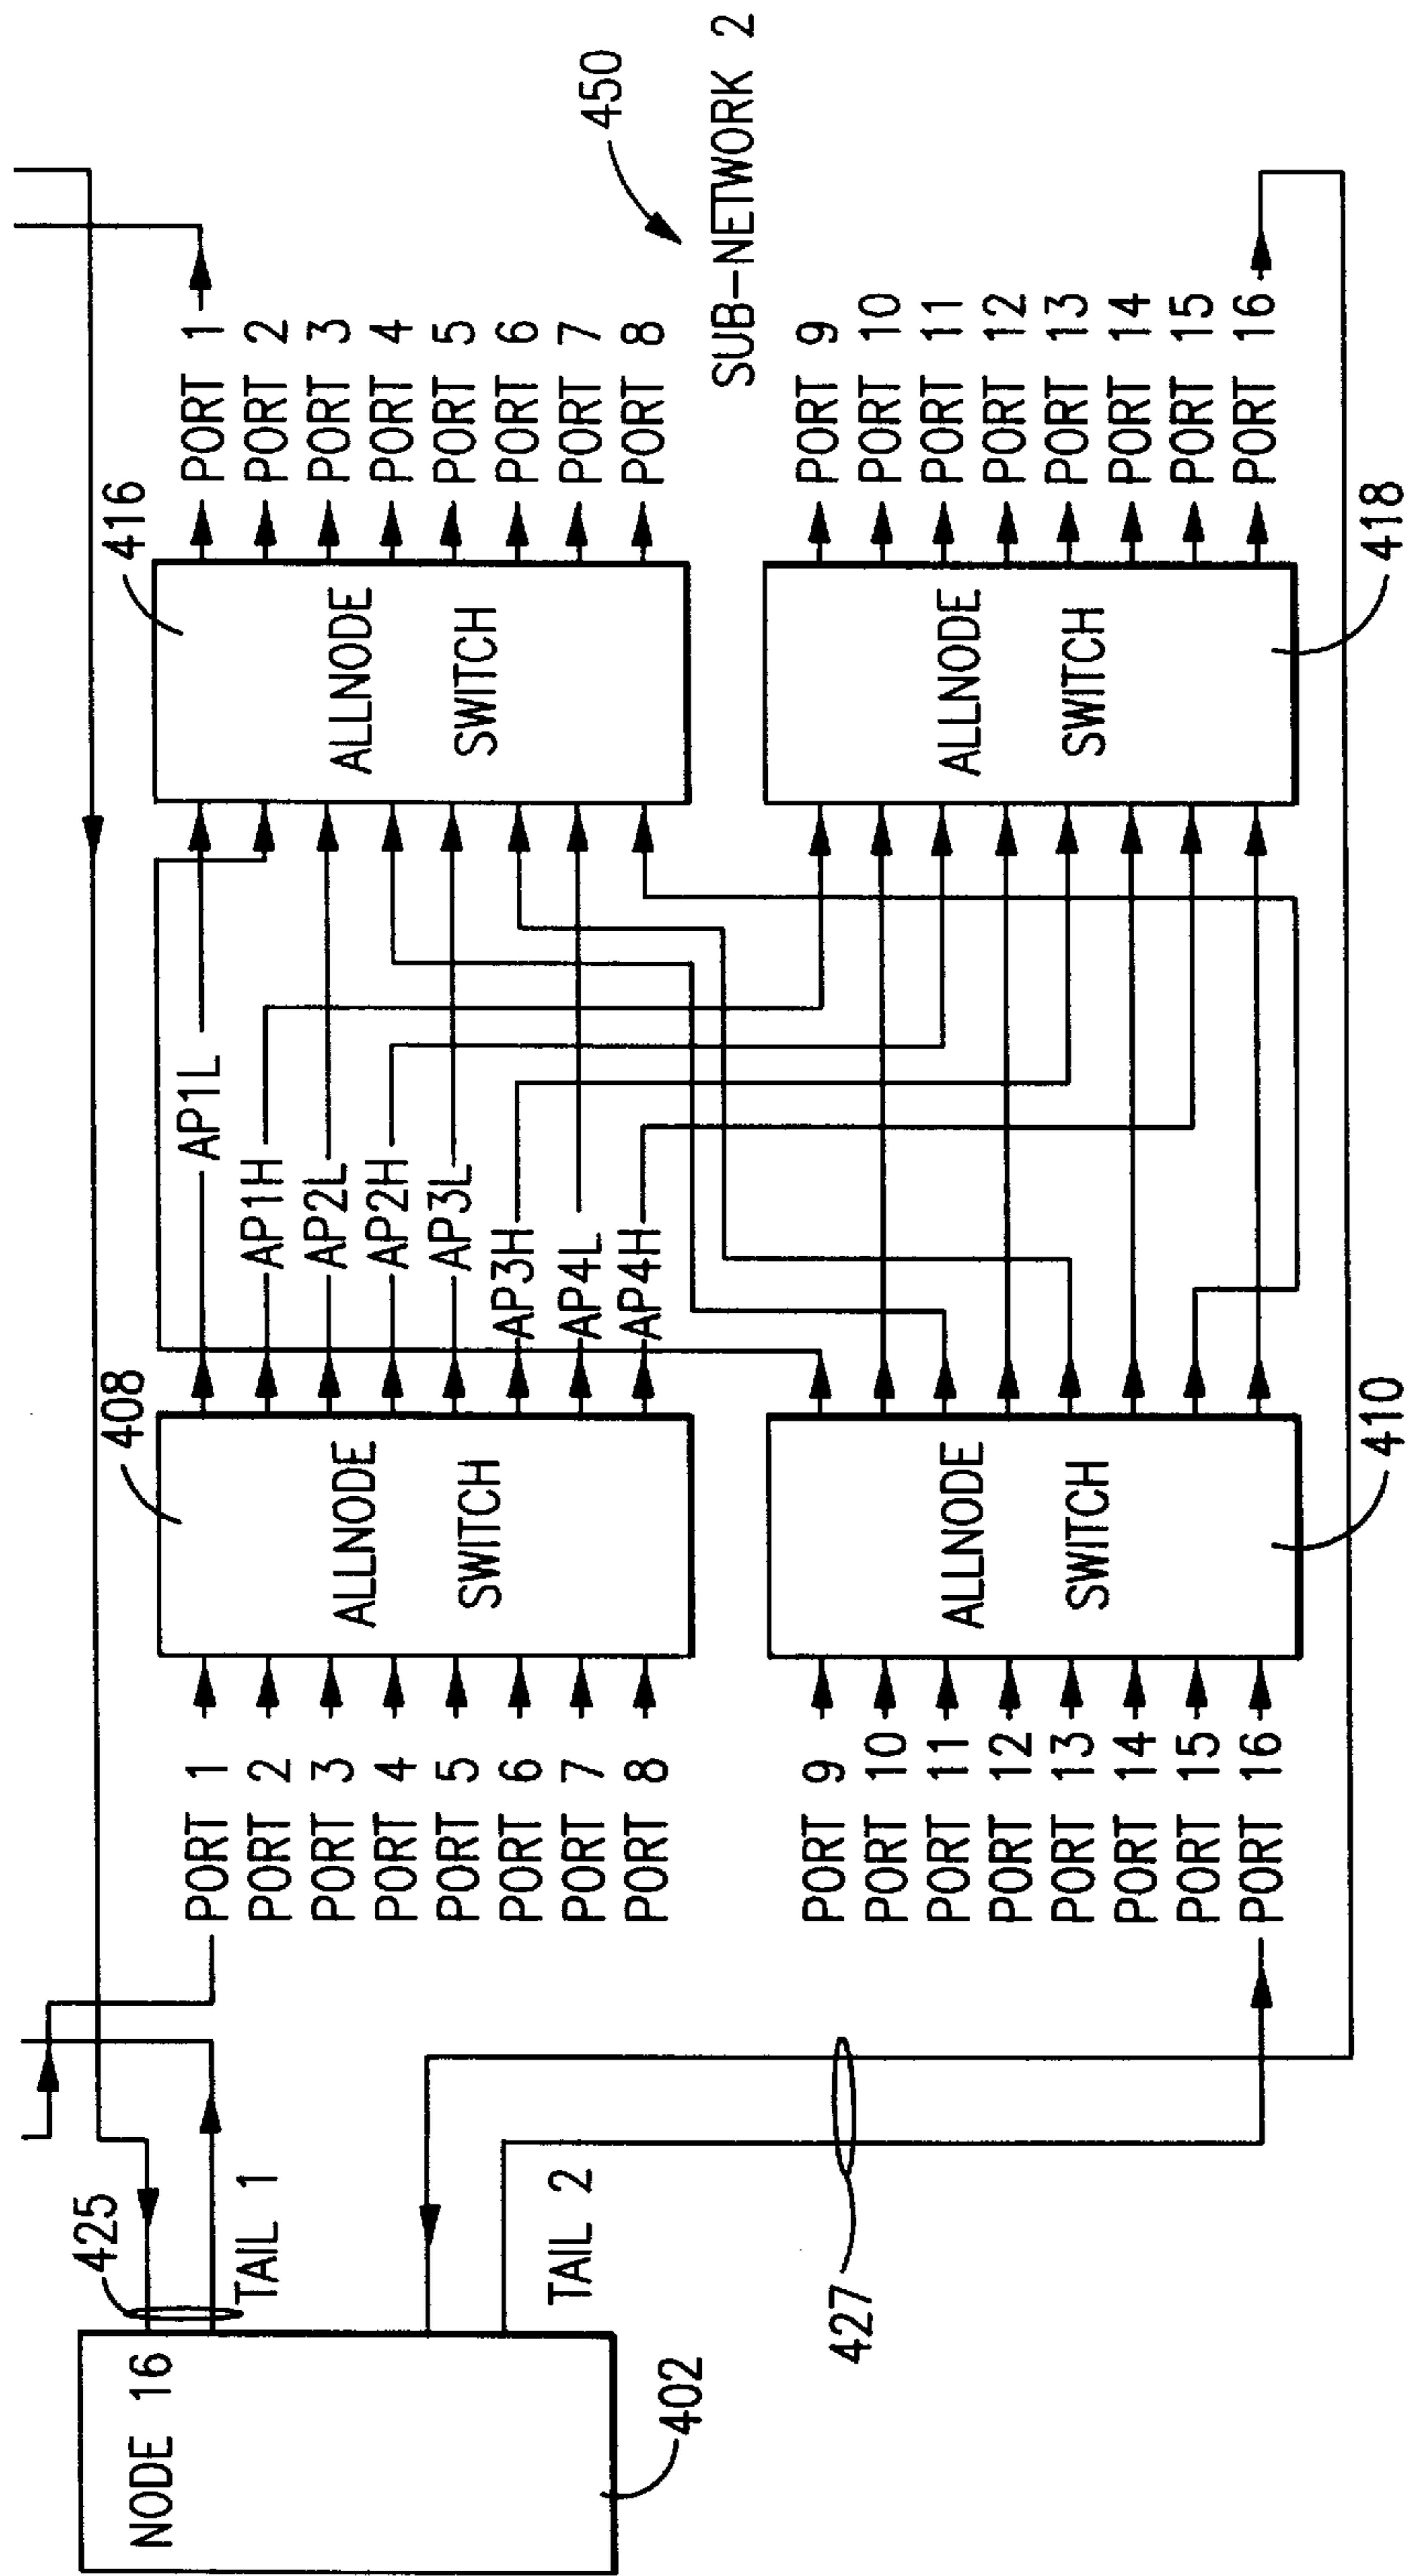 NODE 16
402
425
TAIL 1
TAIL 2
427
PORT 1
PORT 2
PORT 3
PORT 4
PORT 5
PORT 6
PORT 7
PORT 8
PORT 9
PORT 10
PORT 11
PORT 12
PORT 13
PORT 14
PORT 15
PORT 16
408
ALLNODE
SWITCH
ALLNODE
SWITCH
410
AP1L
AP1H
AP2L
AP2H
AP3L
AP3H
AP4L
AP4H
416
ALLNODE
SWITCH
ALLNODE
SWITCH
418
PORT 1
PORT 2
PORT 3
PORT 4
PORT 5
PORT 6
PORT 7
PORT 8
PORT 9
PORT 10
PORT 11
PORT 12
PORT 13
PORT 14
PORT 15
PORT 16
450
SUB-NETWORK 2